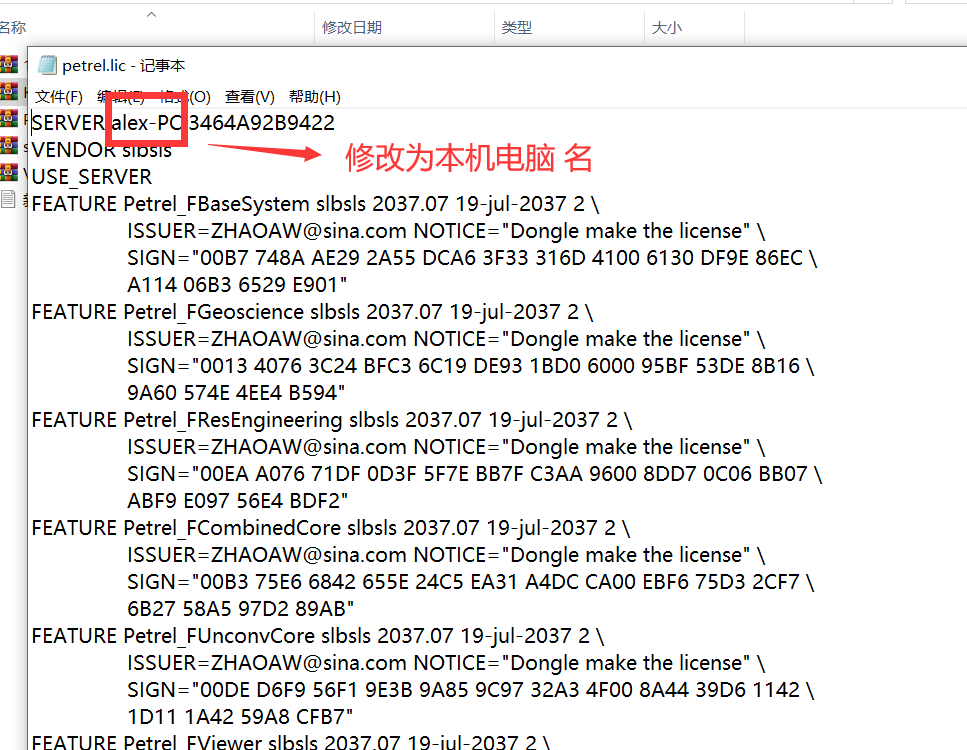 名称
修改日期
类型
大小
petrel.lic - 记事本
文件(F) 编辑(E) 格式(O) 查看(V) 帮助(H)
SERVER alex-PC 3464A92B9422
VENDOR slbsls
修改为本机电脑 名
USE_SERVER
FEATURE Petrel_FBaseSystem slbsls 2037.07 19-jul-2037 2 \
ISSUER=ZHAOAW@sina.com NOTICE="Dongle make the license" \
SIGN="00B7 748A AE29 2A55 DCA6 3F33 316D 4100 6130 DF9E 86EC \
A114 06B3 6529 E901"
FEATURE Petrel_FGeoscience slbsls 2037.07 19-jul-2037 2 \
ISSUER=ZHAOAW@sina.com NOTICE="Dongle make the license" \
SIGN="0013 4076 3C24 BFC3 6C19 DE93 1BD0 6000 95BF 53DE 8B16 \
9A60 574E 4EE4 B594"
FEATURE Petrel_FResEngineering slbsls 2037.07 19-jul-2037 2 \
ISSUER=ZHAOAW@sina.com NOTICE="Dongle make the license" \
SIGN="00EA A076 71DF 0D3F 5F7E BB7F C3AA 9600 8DD7 0C06 BB07 \
ABF9 E097 56E4 BDF2"
FEATURE Petrel_FCombinedCore slbsls 2037.07 19-jul-2037 2 \
ISSUER=ZHAOAW@sina.com NOTICE="Dongle make the license" \
SIGN="00B3 75E6 6842 655E 24C5 EA31 A4DC CA00 EBF6 75D3 2CF7 \
6B27 58A5 97D2 89AB"
FEATURE Petrel_FUnconvCore slbsls 2037.07 19-jul-2037 2 \
ISSUER=ZHAOAW@sina.com NOTICE="Dongle make the license" \
SIGN="00DE D6F9 56F1 9E3B 9A85 9C97 32A3 4F00 8A44 39D6 1142 \
1D11 1A42 59A8 CFB7"
FEATURE Petrel_FViewer slbsls 2037.07 19-jul-2037 2 \